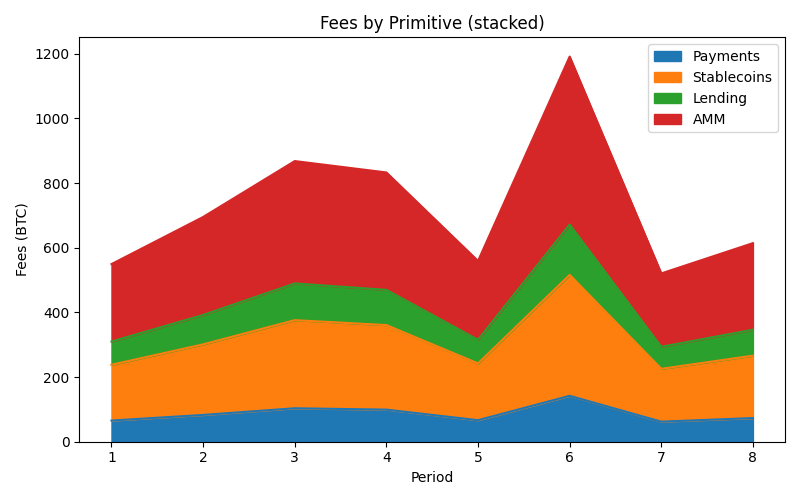 Fees by Primitive (stacked)
Payments
Stablecoins
Lending
AMM
Fees (BTC)
1200
1000
800
600
400
200
0
1 2 3 4 5 6 7 8
Period